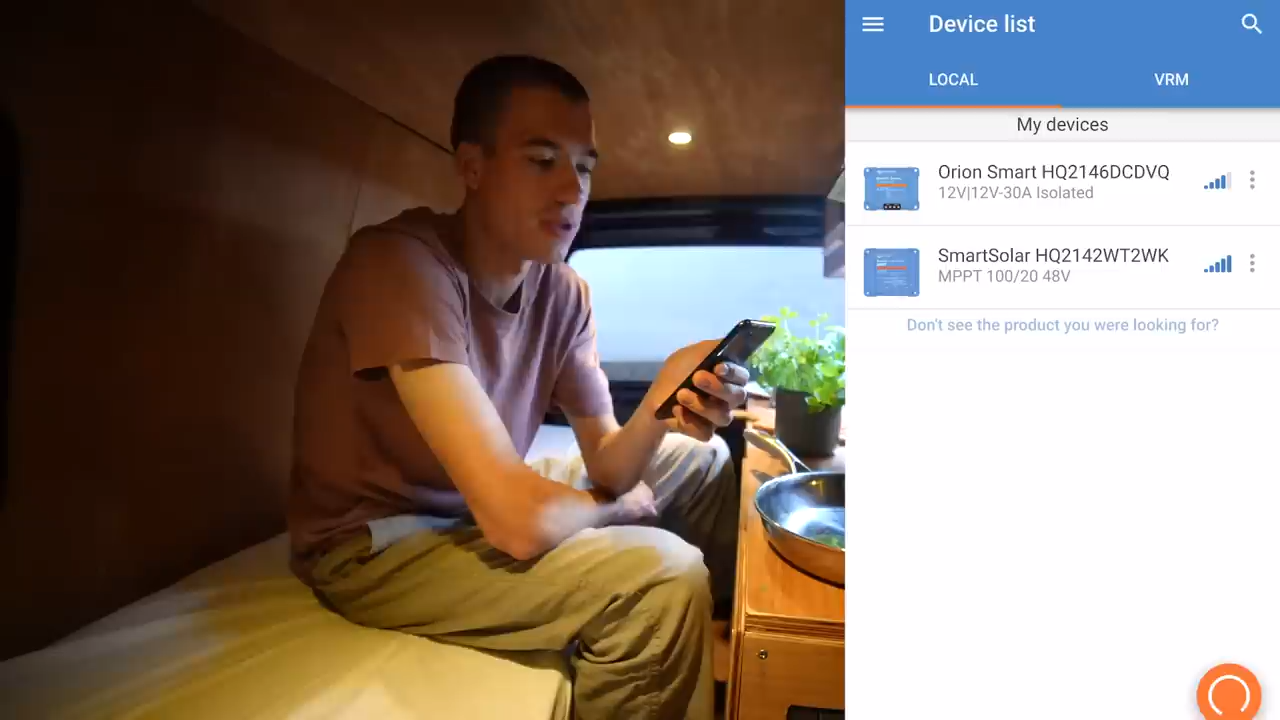 Device list
LOCAL
VRM
My devices
Orion Smart HQ2146DCDVQ
12V|12V-30A Isolated
SmartSolar HQ2142WT2WK
MPPT 100/20 48V
Don't see the product you were looking for?